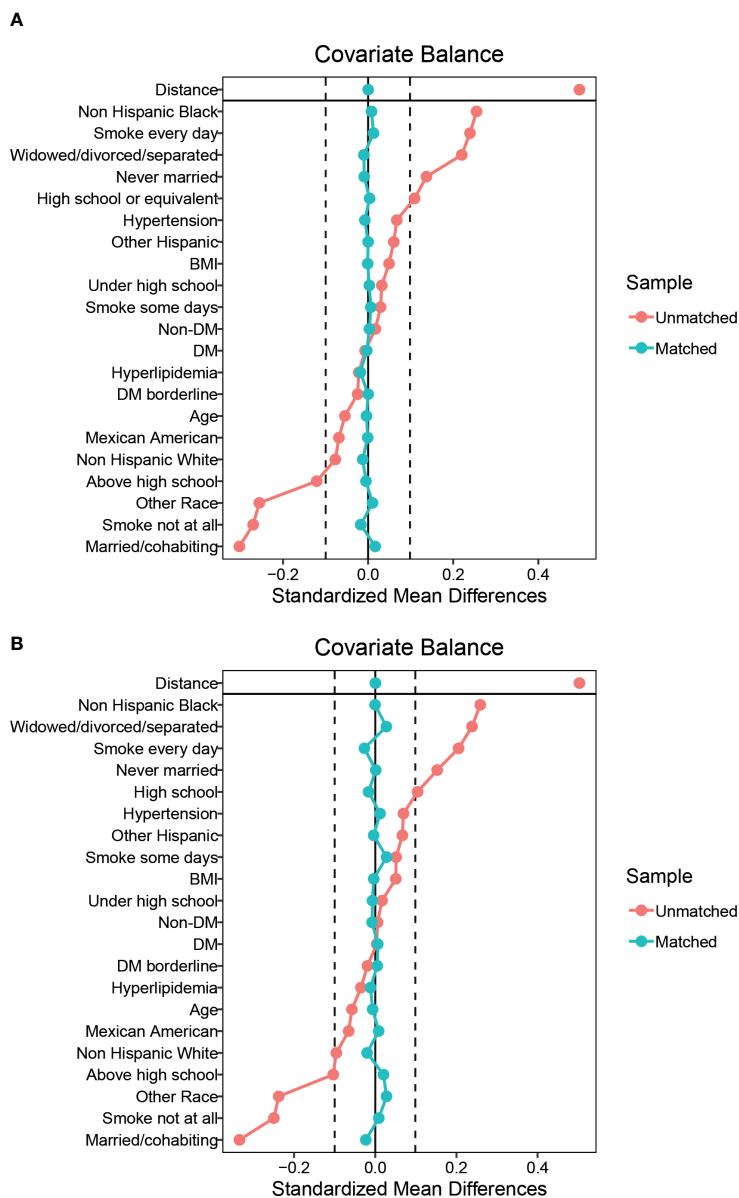 A
Covariate Balance
Distance
Non Hispanic Black
Smoke every day
Widowed/divorced/separated
Never married
High school or equivalent
Hypertension
Other Hispanic
BMI
Under high school
Smoke some days
Non-DM
DM
Hyperlipidemia
DM borderline
Age
Mexican American
Non Hispanic White
Above high school
Other Race
Smoke not at all
Married/cohabiting
−0.2 0.0 0.2 0.4
Standardized Mean Differences
Sample
Unmatched
Matched
B
Covariate Balance
Distance
Non Hispanic Black
Widowed/divorced/separated
Smoke every day
Never married
High school
Hypertension
Other Hispanic
Smoke some days
BMI
Under high school
Non-DM
DM
DM borderline
Hyperlipidemia
Age
Mexican American
Non Hispanic White
Above high school
Other Race
Smoke not at all
Married/cohabiting
−0.2 0.0 0.2 0.4
Standardized Mean Differences
Sample
Unmatched
Matched